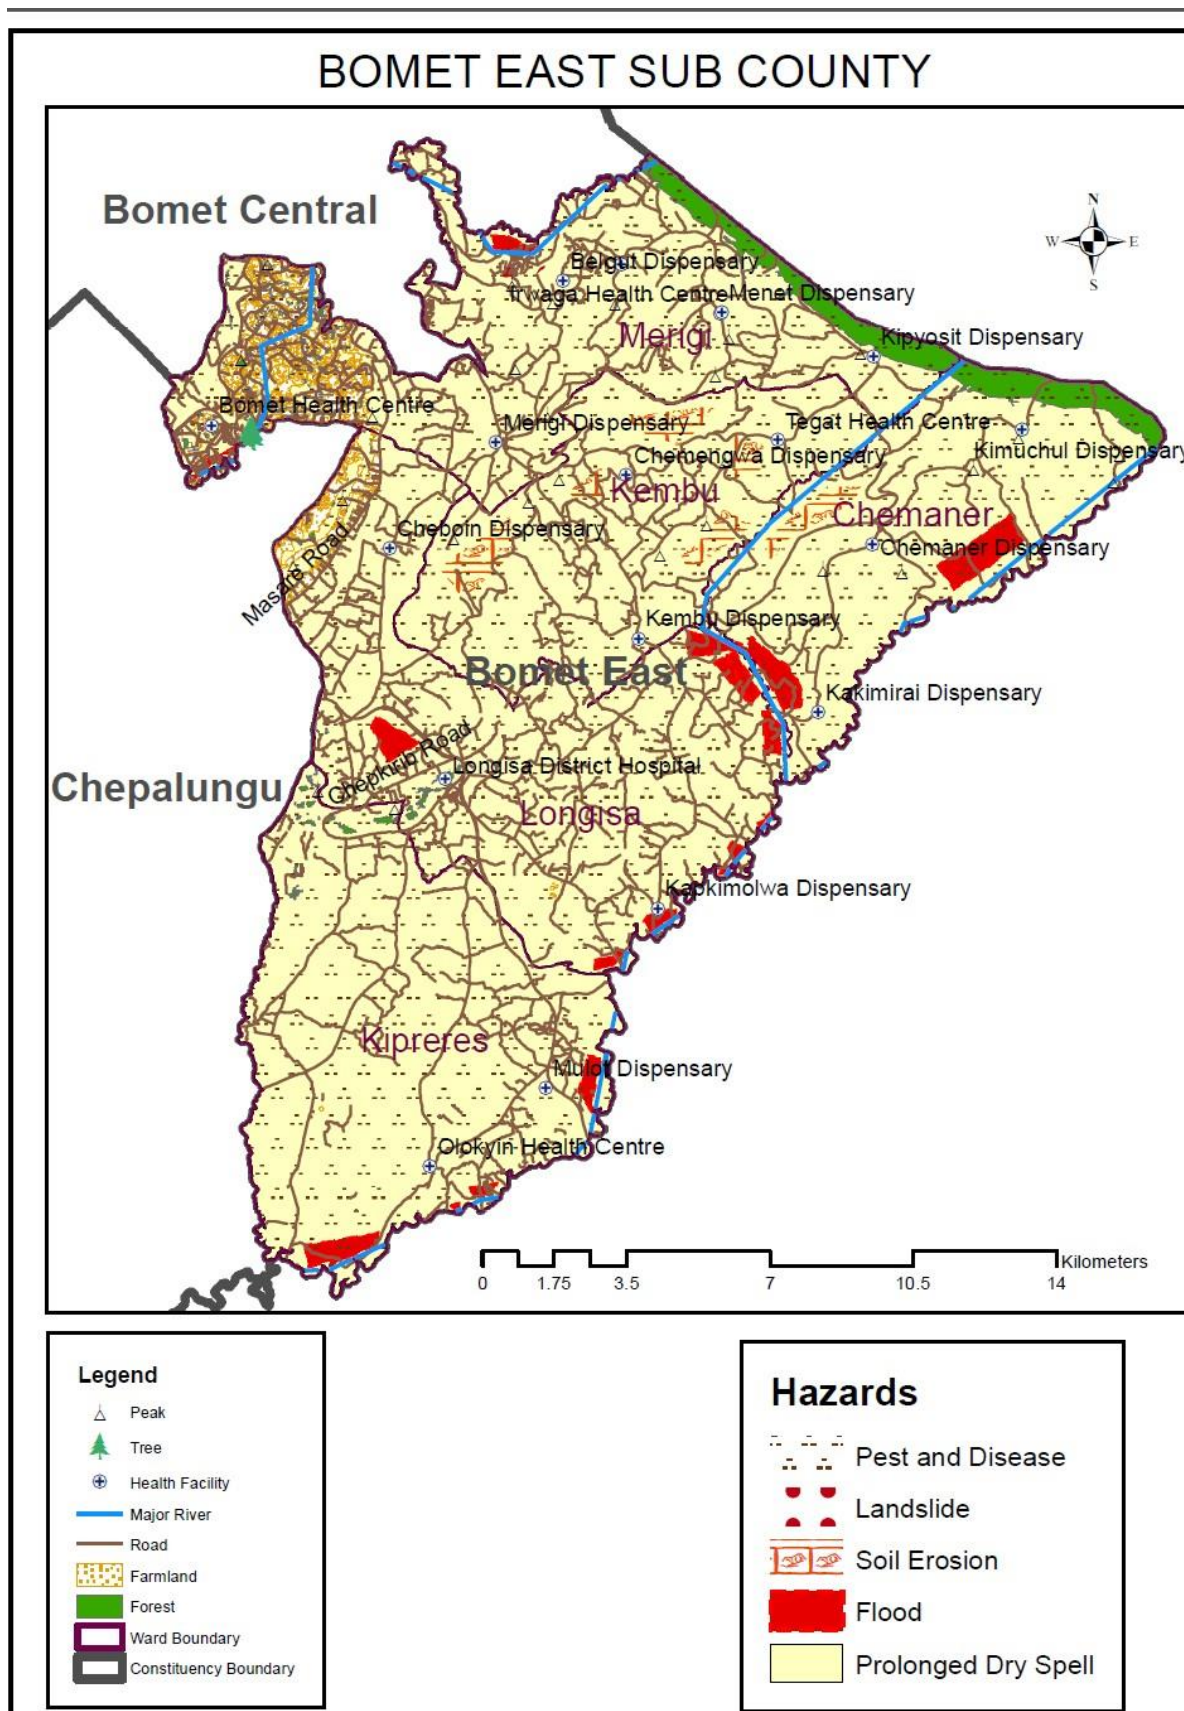 BOMET EAST SUB COUNTY
Bomet Central
N
W E
S
Belgut Dispensary
Irwaga Health Centre
Menet Dispensary
Merigi
Kipyosit Dispensary
Bomet Health Centre
Merigi Dispensary
Tegat Health Centre
Chemengwa Dispensary
Kimuchul Dispensary
Kembu
Chemaner
Cheboin Dispensary
Chemaner Dispensary
Masare Road
Kembu Dispensary
Bomet East
Kakimirai Dispensary
Chepkirib Road
Longisa District Hospital
Chepalungu
Longisa
Kapkimolwa Dispensary
Kipreres
Mulot Dispensary
Olokyin Health Centre
Kilometers
0 1.75 3.5 7 10.5 14
Legend
Peak
Tree
Health Facility
Major River
Road
Farmland
Forest
Ward Boundary
Constituency Boundary
Hazards
Pest and Disease
Landslide
Soil Erosion
Flood
Prolonged Dry Spell